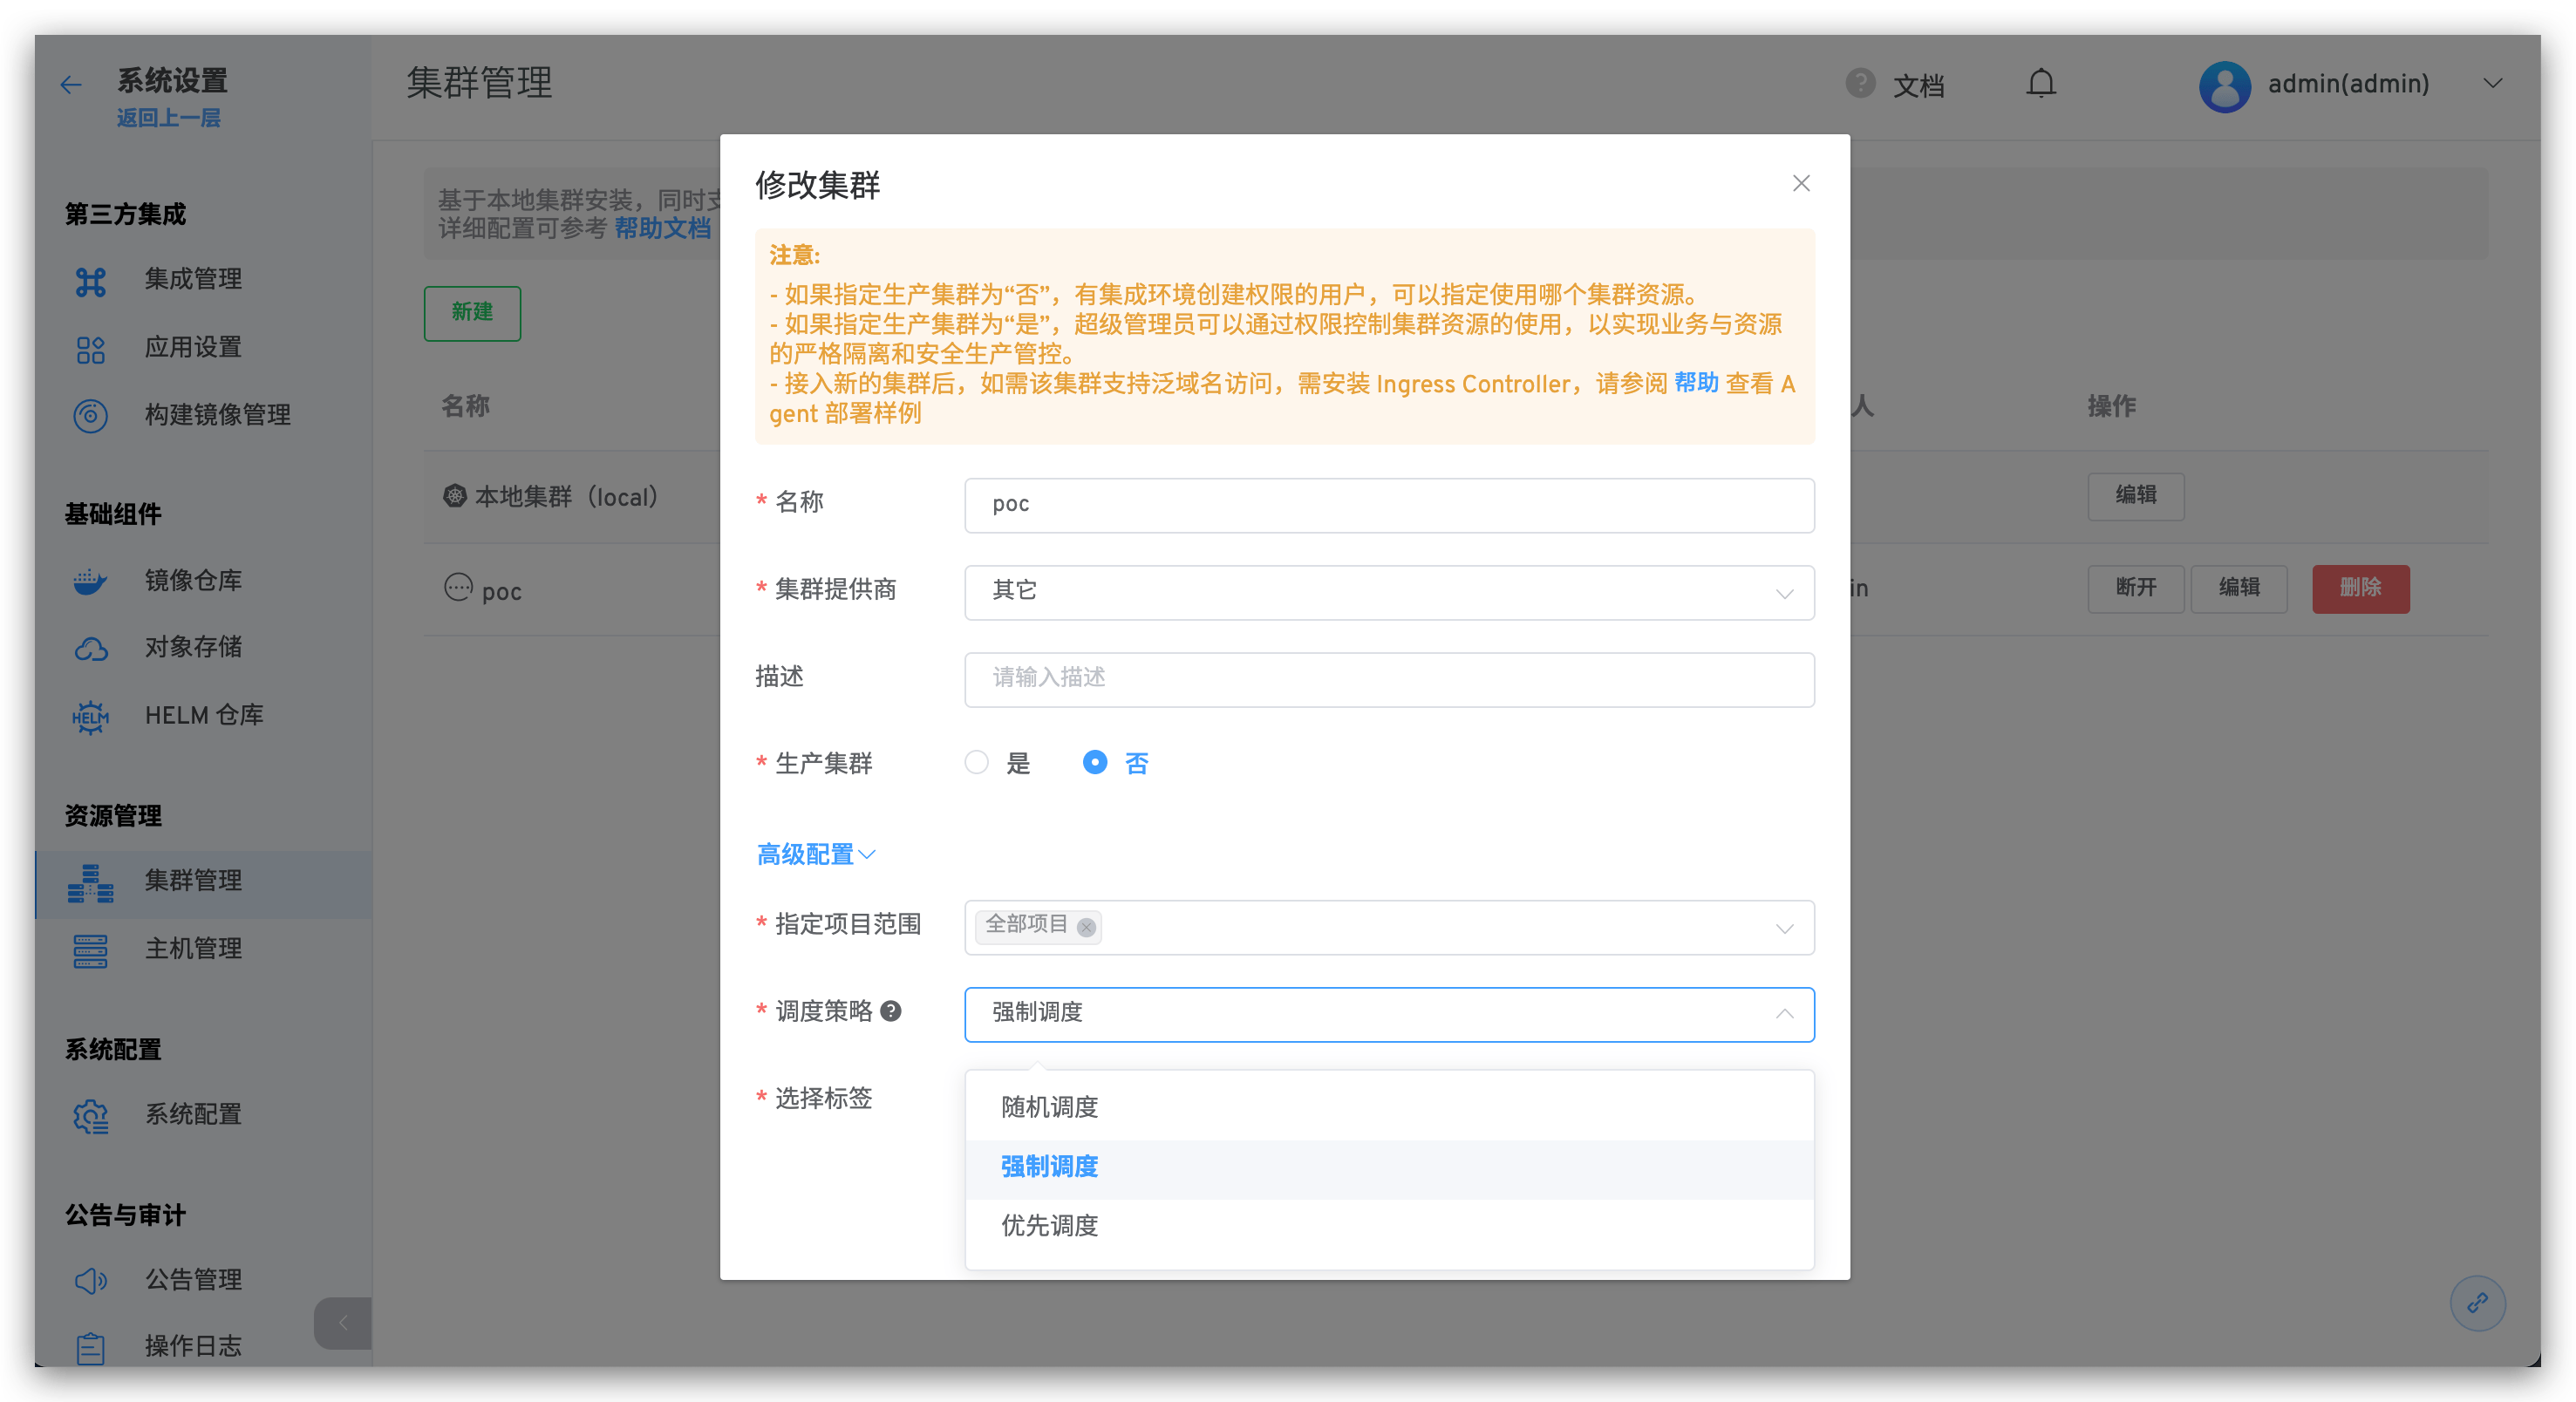 系统设置
返回上一层
集群管理
文档
admin(admin)
第三方集成
集成管理
应用设置
构建镜像管理
基础组件
镜像仓库
对象存储
HELM
HELM 仓库
资源管理
集群管理
主机管理
系统配置
系统配置
公告与审计
公告管理
操作日志
基于本地集群安装，同时支
详细配置可参考 帮助文档
新建
名称
人
操作
本地集群（local）
编辑
poc
in
断开
编辑
删除
修改集群
注意:
- 如果指定生产集群为“否”，有集成环境创建权限的用户，可以指定使用哪个集群资源。
- 如果指定生产集群为“是”，超级管理员可以通过权限控制集群资源的使用，以实现业务与资源
的严格隔离和安全生产管控。
- 接入新的集群后，如需该集群支持泛域名访问，需安装 Ingress Controller，请参阅 帮助 查看 A
gent 部署样例
* 名称
poc
* 集群提供商
其它
描述
请输入描述
* 生产集群
是
否
高级配置
* 指定项目范围
全部项目
* 调度策略
强制调度
* 选择标签
随机调度
强制调度
优先调度